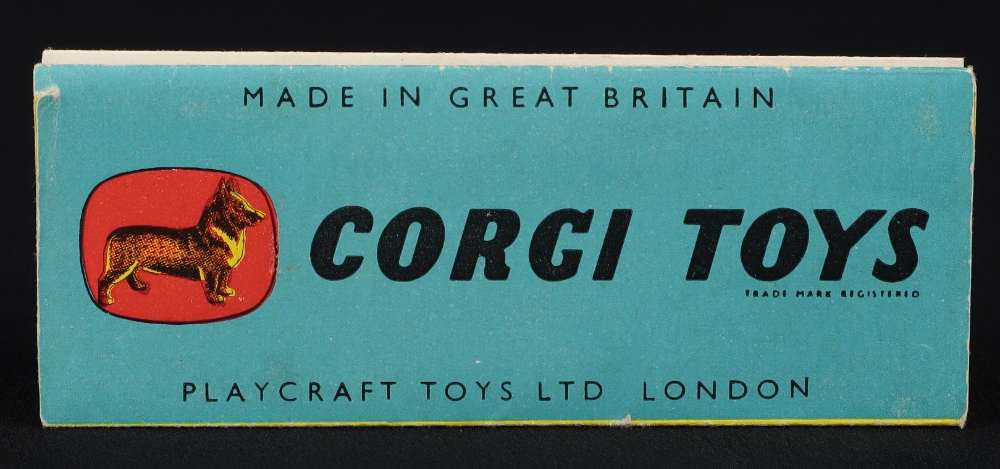 MADE IN GREAT BRITAIN
CORGI TOYS
TRADE MARK REGISTERED
PLAYCRAFT TOYS LTD LONDON